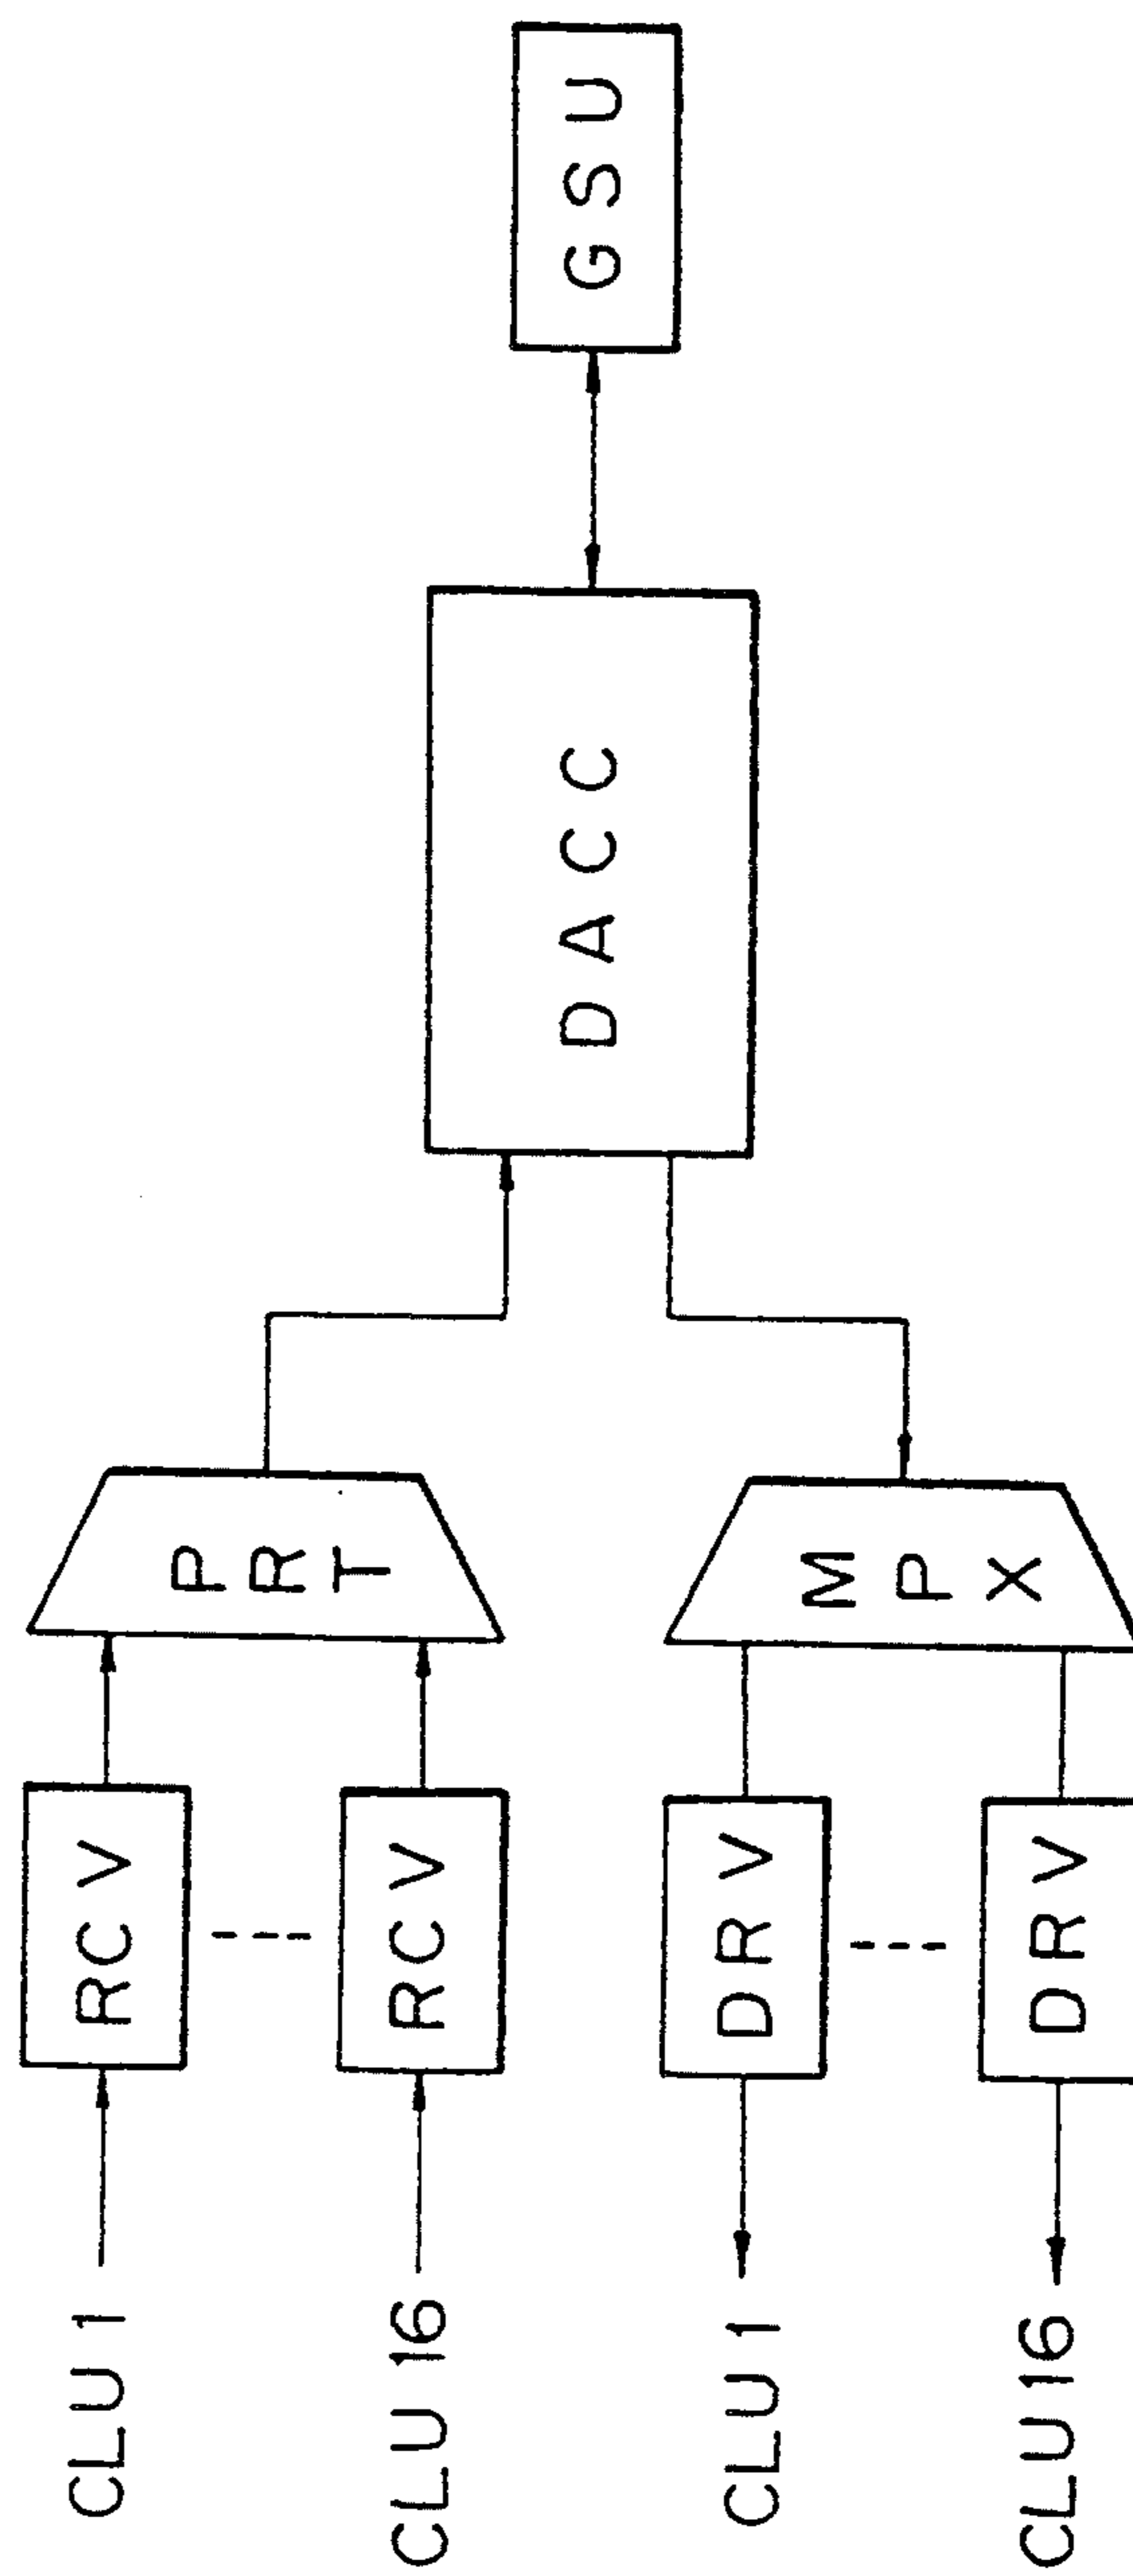 CLU 1
RCV
PRT
CLU 16
RCV
DACC
GSU
CLU 1
DRV
MPX
CLU 16
DRV